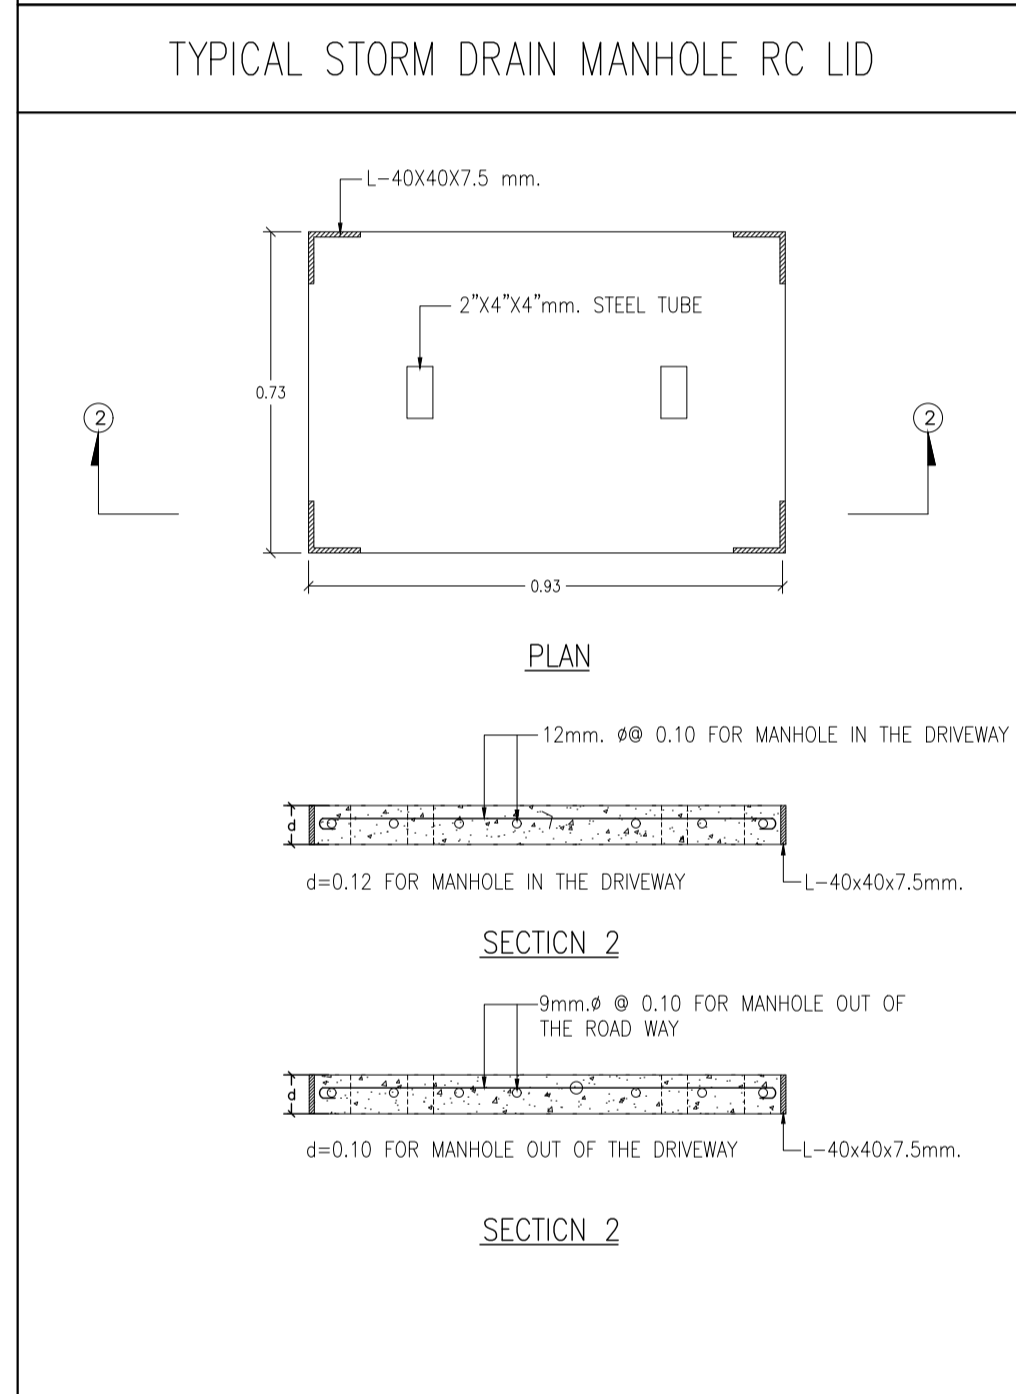 TYPICAL STORM DRAIN MANHOLE RC LID
L-40X40X7.5 mm.
2"X4"X4"mm. STEEL TUBE
0.73
2
2
0.93
PLAN
12mm. ø@ 0.10 FOR MANHOLE IN THE DRIVEWAY
d
d=0.12 FOR MANHOLE IN THE DRIVEWAY
L-40x40x7.5mm.
SECTICN 2
9mm.ø @ 0.10 FOR MANHOLE OUT OF
THE ROAD WAY
d
d=0.10 FOR MANHOLE OUT OF THE DRIVEWAY
L-40x40x7.5mm.
SECTICN 2